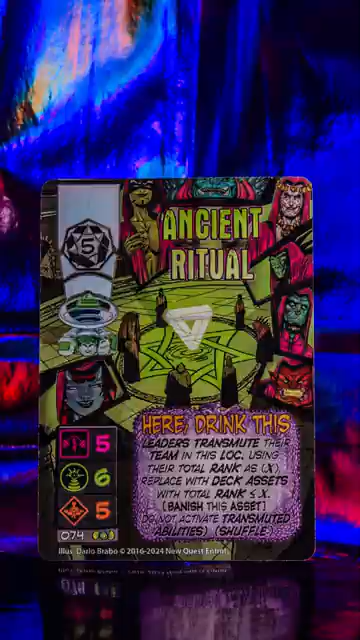 ANCIENT
RITUAL
5
HERE, DRINK THIS
LEADERS TRANSMUTE THEIR
TEAM IN THIS LOC. USING
THEIR TOTAL RANK AS (X),
REPLACE WITH DECK ASSETS
WITH TOTAL RANK ≤ X.
[BANISH THIS ASSET]
DO NOT ACTIVATE TRANSMUTED
ABILITIES) (SHUFFLE)
5
6
5
074
Illus. Dario Brabo © 2016-2024 New Quest Ent.